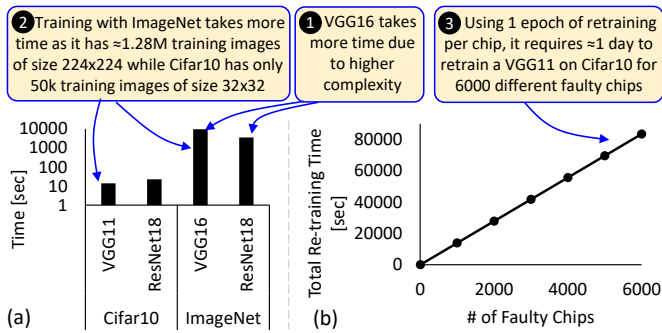 2 Training with ImageNet takes more
time as it has ≈1.28M training images
of size 224x224 while Cifar10 has only
50k training images of size 32x32
1 VGG16 takes
more time due
to higher
complexity
3 Using 1 epoch of retraining
per chip, it requires ≈1 day to
retrain a VGG11 on Cifar10 for
6000 different faulty chips
Time [sec]
10000
1000
100
10
1
VGG11
ResNet18
VGG16
ResNet18
Cifar10
ImageNet
(a)
Total Re-training Time
[sec]
80000
60000
40000
20000
0
0
2000
4000
6000
# of Faulty Chips
(b)